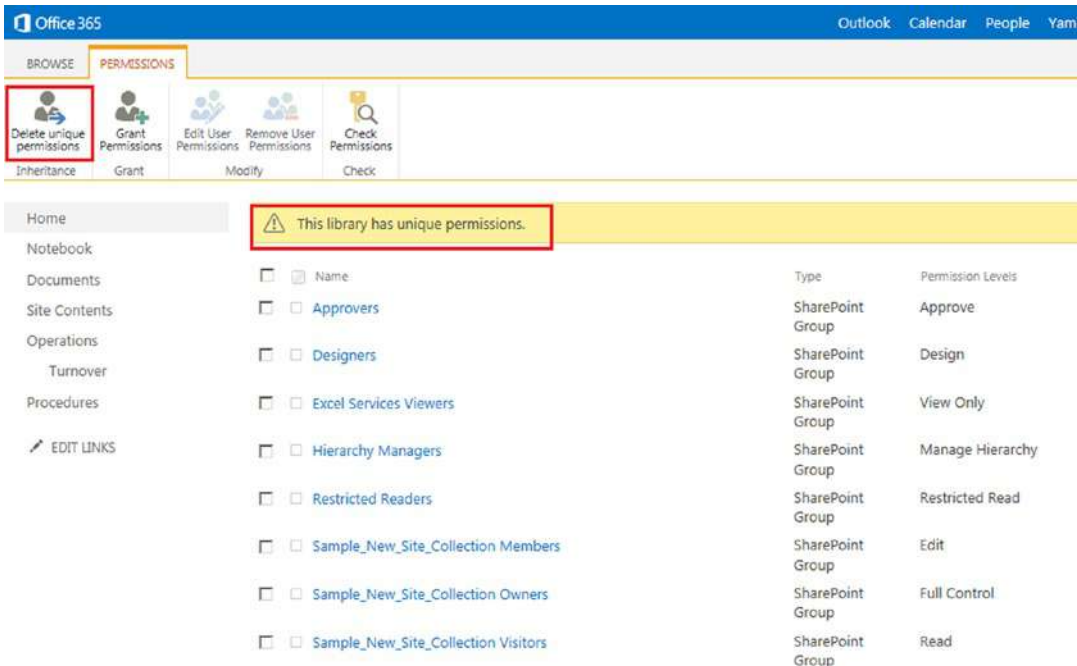 Office 365 Outlook Calendar People Yam
BROWSE PERMISSIONS
Delete unique permissions
Grant Permissions
Edit User Permissions
Remove User Permissions
Check Permissions
Inheritance Grant Modify Check
Home
Notebook
Documents
Site Contents
Operations
Turnover
Procedures
EDIT LINKS
This library has unique permissions.
Name Type Permission Levels
Approvers SharePoint Group Approve
Designers SharePoint Group Design
Excel Services Viewers SharePoint Group View Only
Hierarchy Managers SharePoint Group Manage Hierarchy
Restricted Readers SharePoint Group Restricted Read
Sample_New_Site_Collection Members SharePoint Group Edit
Sample_New_Site_Collection Owners SharePoint Group Full Control
Sample_New_Site_Collection Visitors SharePoint Group Read